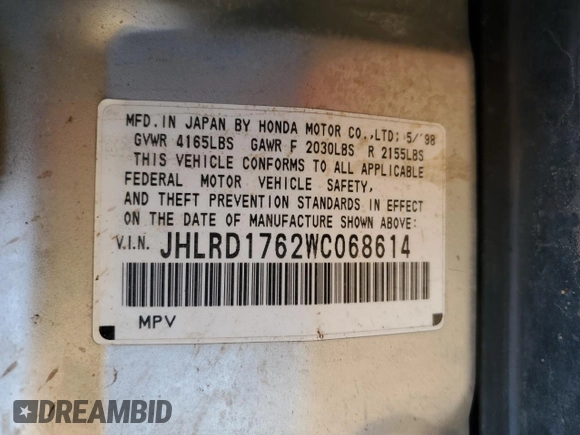 MFD. IN JAPAN BY HONDA MOTOR CO.,LTD; 5/'98
GVWR 4165LBS GAWR F 2030LBS R 2155LBS
THIS VEHICLE CONFORMS TO ALL APPLICABLE
FEDERAL MOTOR VEHICLE SAFETY,
AND THEFT PREVENTION STANDARDS IN EFFECT
ON THE DATE OF MANUFACTURE SHOWN ABOVE:
V.I.N. JHLRD1762WC068614
MPV
DREAMBID